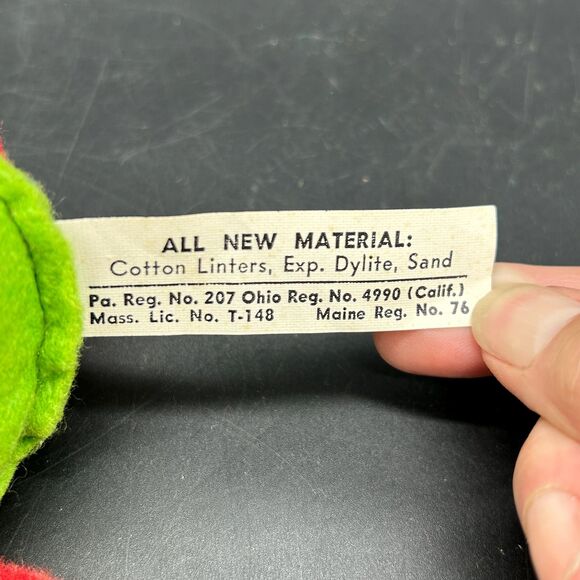 ALL NEW MATERIAL:
Cotton Linters, Exp. Dylite, Sand
Pa. Reg. No. 207 Ohio Reg. No. 4990 (Calif.)
Mass. Lic. No. T-148 Maine Reg. No. 76